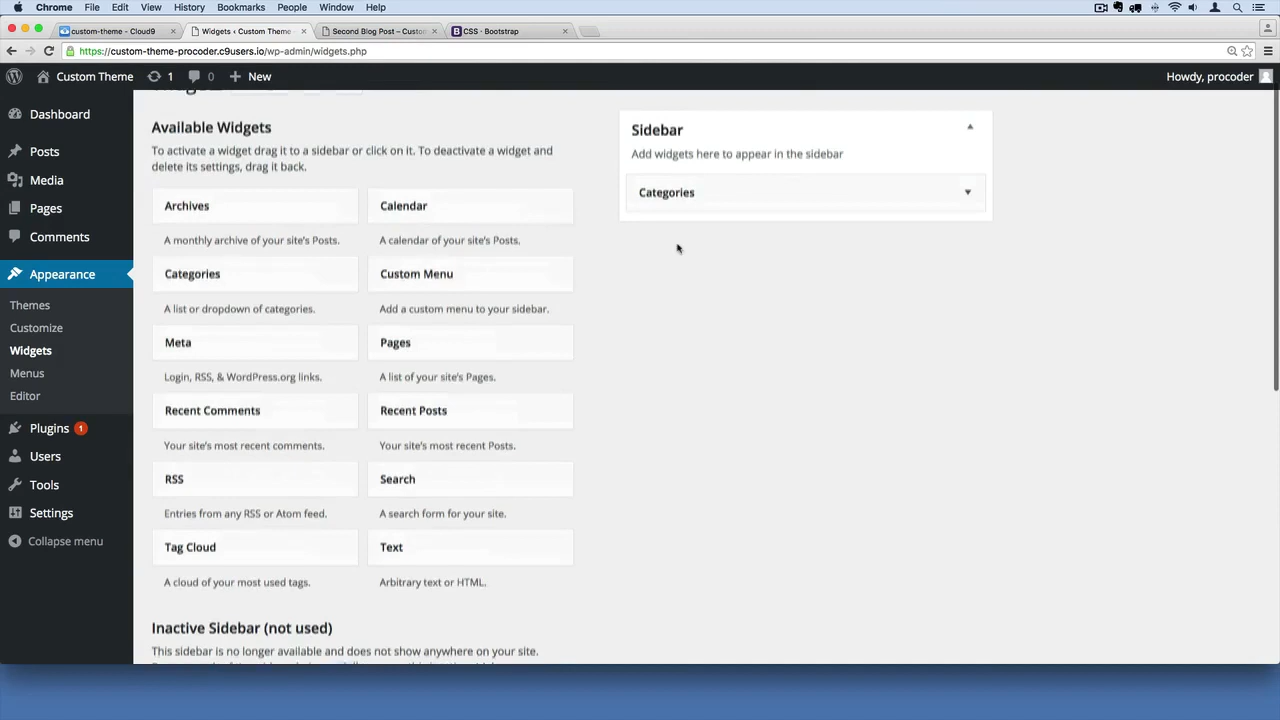 Chrome File Edit View History Bookmarks People Window Help
custom-theme - Cloud9
Widgets ‹ Custom Theme
Second Blog Post – Custo
CSS · Bootstrap
https://custom-theme-procoder.c9users.io/wp-admin/widgets.php
Custom Theme 1 0 New
Howdy, procoder
Dashboard
Posts
Media
Pages
Comments
Appearance
Themes
Customize
Widgets
Menus
Editor
Plugins 1
Users
Tools
Settings
Collapse menu
Available Widgets
To activate a widget drag it to a sidebar or click on it. To deactivate a widget and
delete its settings, drag it back.
Archives
A monthly archive of your site's Posts.
Calendar
A calendar of your site's Posts.
Categories
A list or dropdown of categories.
Custom Menu
Add a custom menu to your sidebar.
Meta
Login, RSS, & WordPress.org links.
Pages
A list of your site's Pages.
Recent Comments
Your site's most recent comments.
Recent Posts
Your site's most recent Posts.
RSS
Entries from any RSS or Atom feed.
Search
A search form for your site.
Tag Cloud
A cloud of your most used tags.
Text
Arbitrary text or HTML.
Inactive Sidebar (not used)
This sidebar is no longer available and does not show anywhere on your site.
Sidebar
Add widgets here to appear in the sidebar
Categories